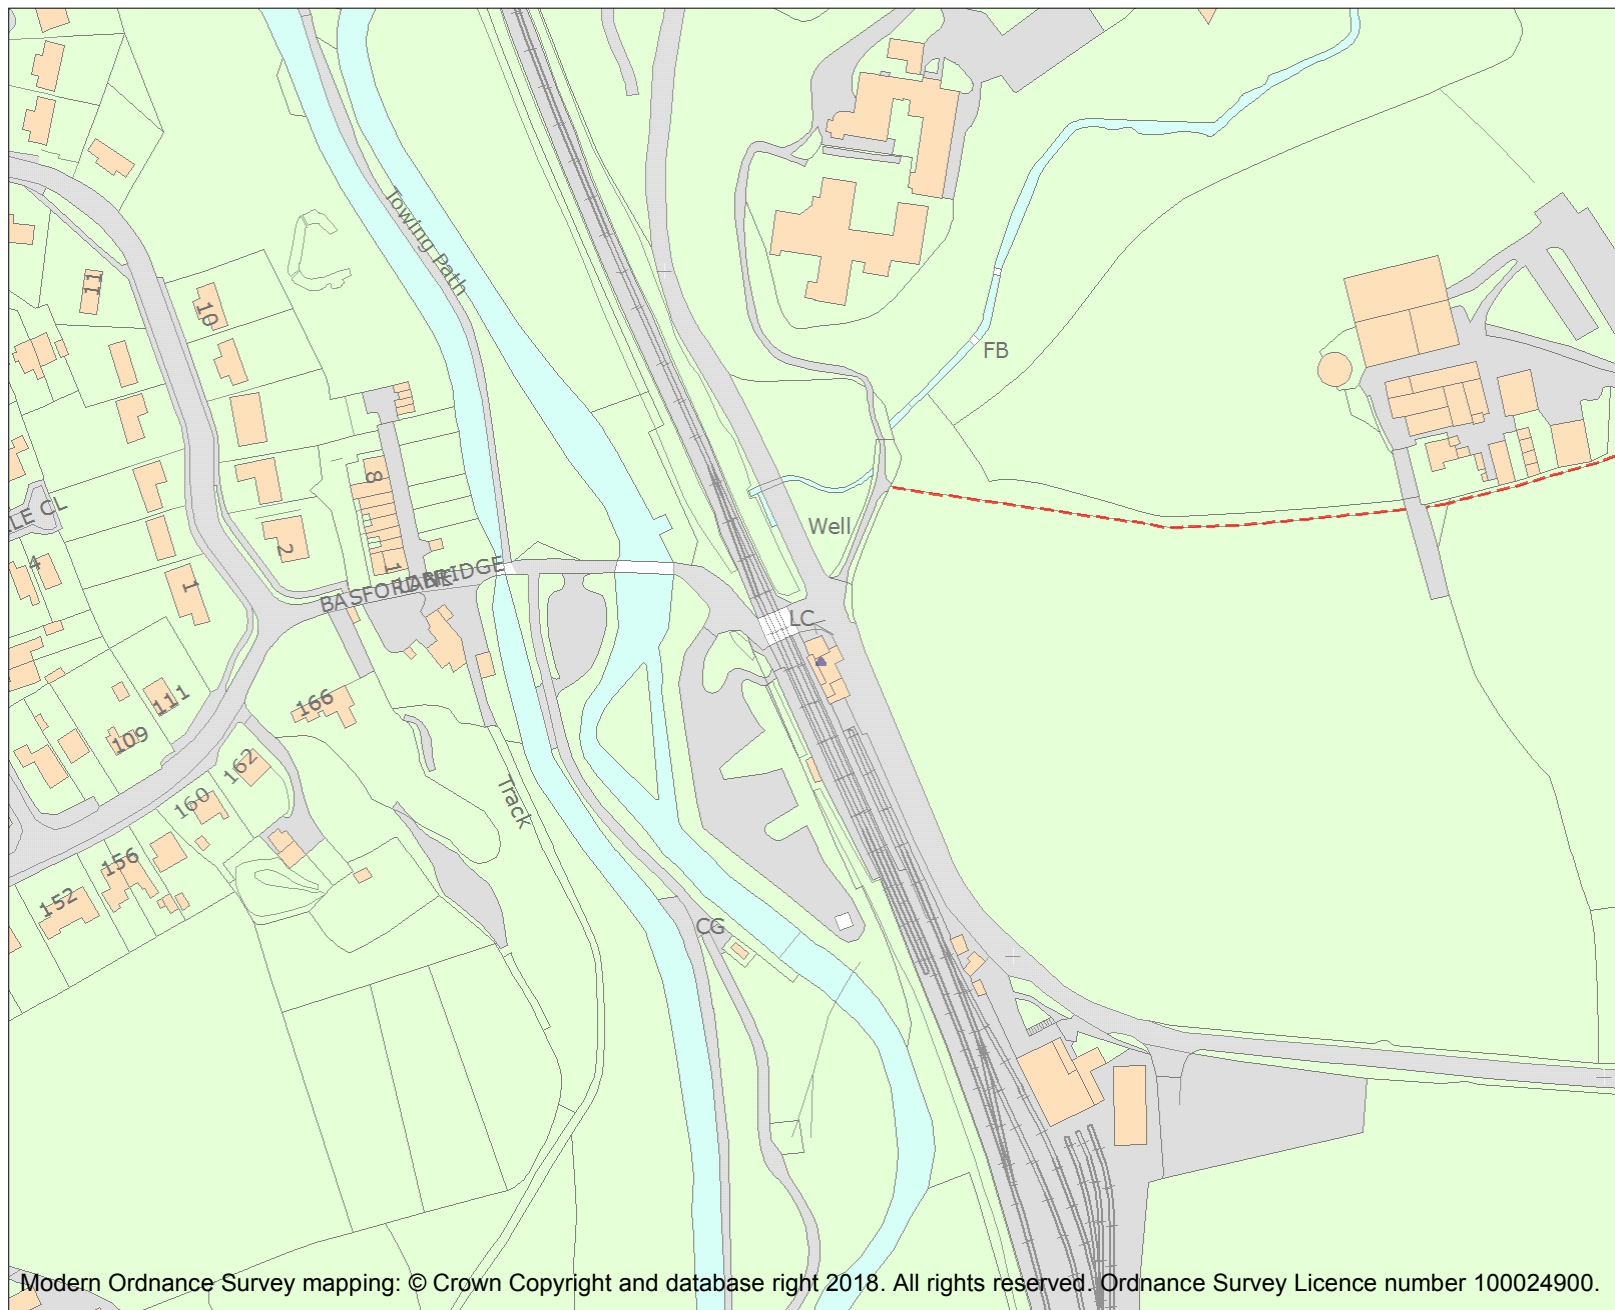 Towing Path
11
10
FB
8
LE CL
Well
4
2
1
1
BASFORDBRIDGE
LANE
LC
111
166
109
162
160
Track
156
152
CG
Modern Ordnance Survey mapping: © Crown Copyright and database right 2018. All rights reserved. Ordnance Survey Licence number 100024900.